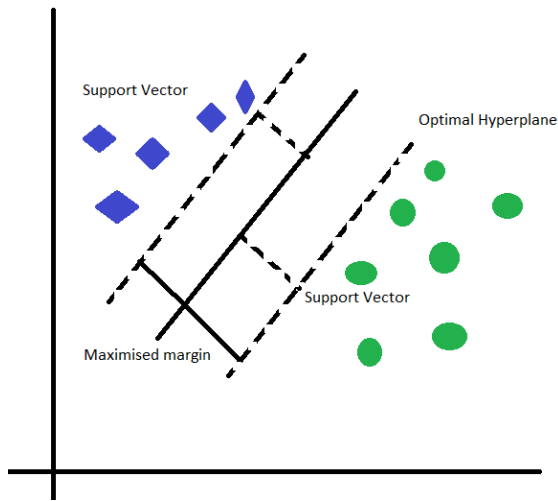 Support Vector
Optimal Hyperplane
Support Vector
Maximised margin